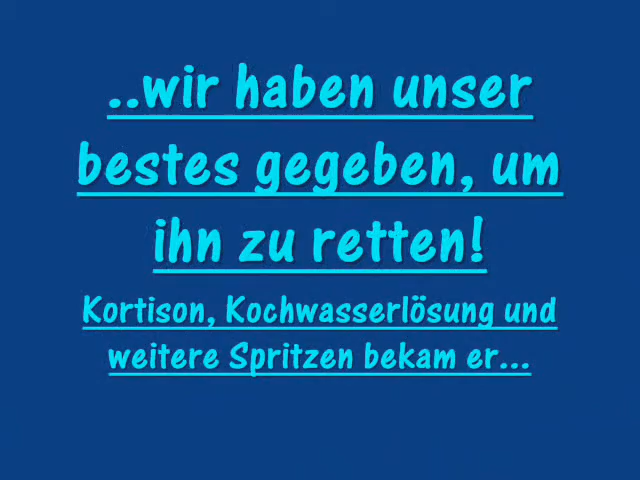 ..wir haben unser
bestes gegeben, um
ihn zu retten!
Kortison, Kochwasserlösung und
weitere Spritzen bekam er...